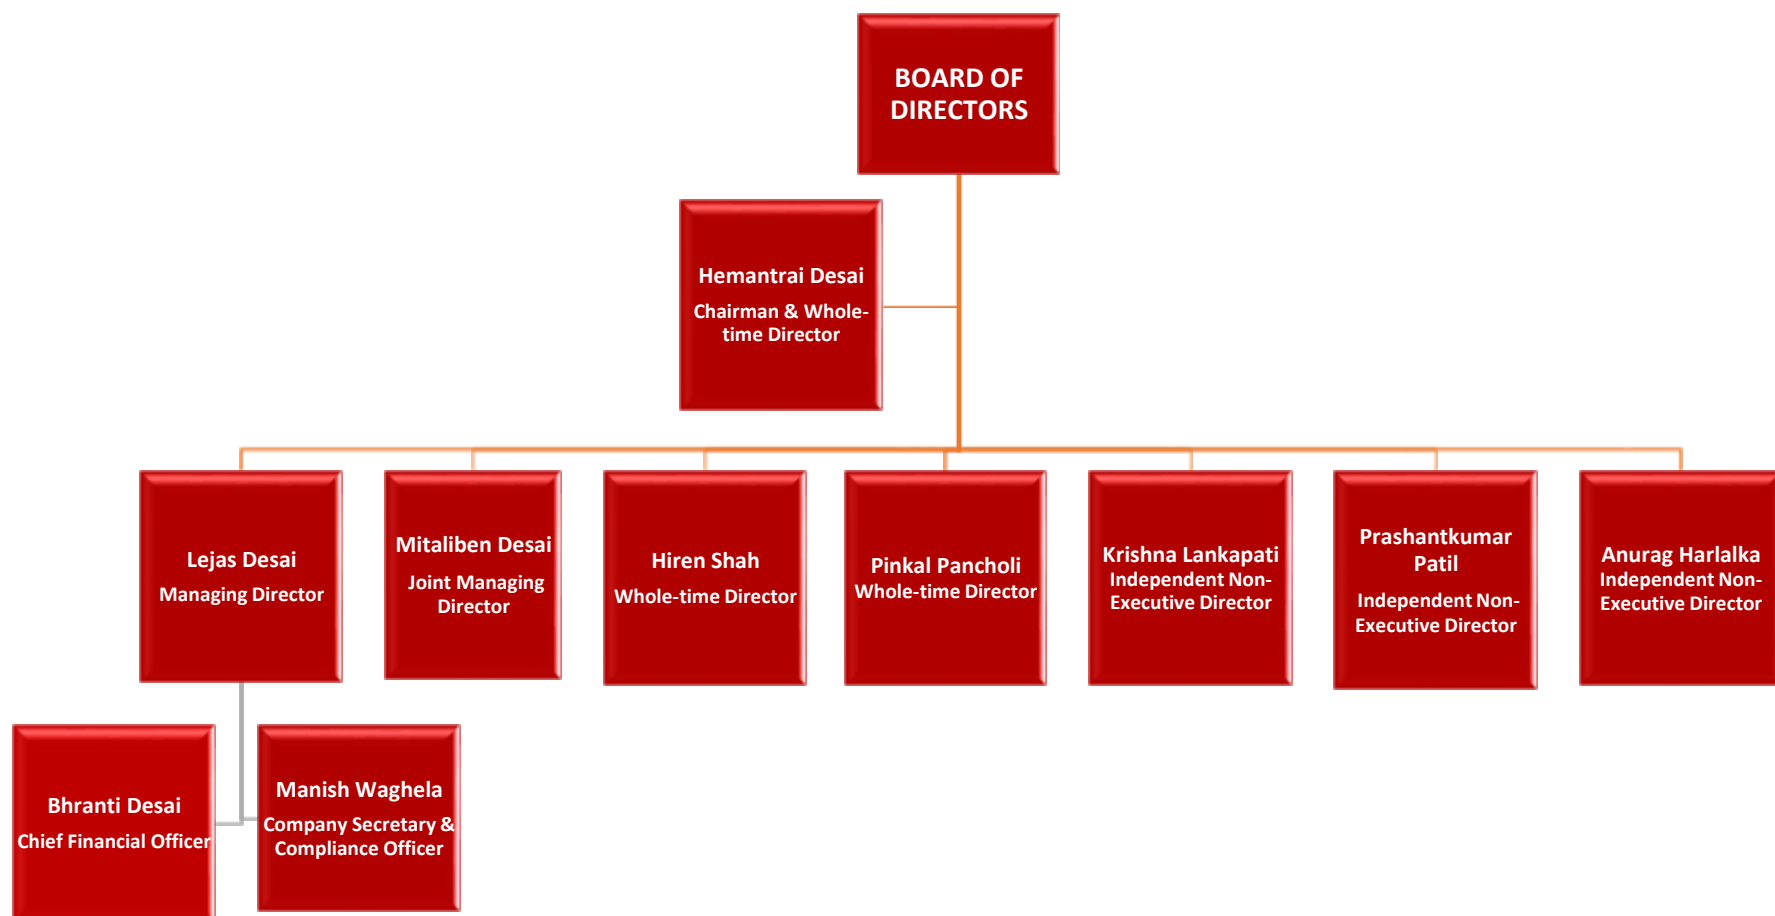 BOARD OF
DIRECTORS
Hemantrai Desai
Chairman & Whole-
time Director
Lejas Desai
Managing Director
Mitaliben Desai
Joint Managing
Director
Hiren Shah
Whole-time Director
Pinkal Pancholi
Whole-time Director
Krishna Lankapati
Independent Non-
Executive Director
Prashantkumar
Patil
Independent Non-
Executive Director
Anurag Harlalka
Independent Non-
Executive Director
Bhranti Desai
Chief Financial Officer
Manish Waghela
Company Secretary &
Compliance Officer